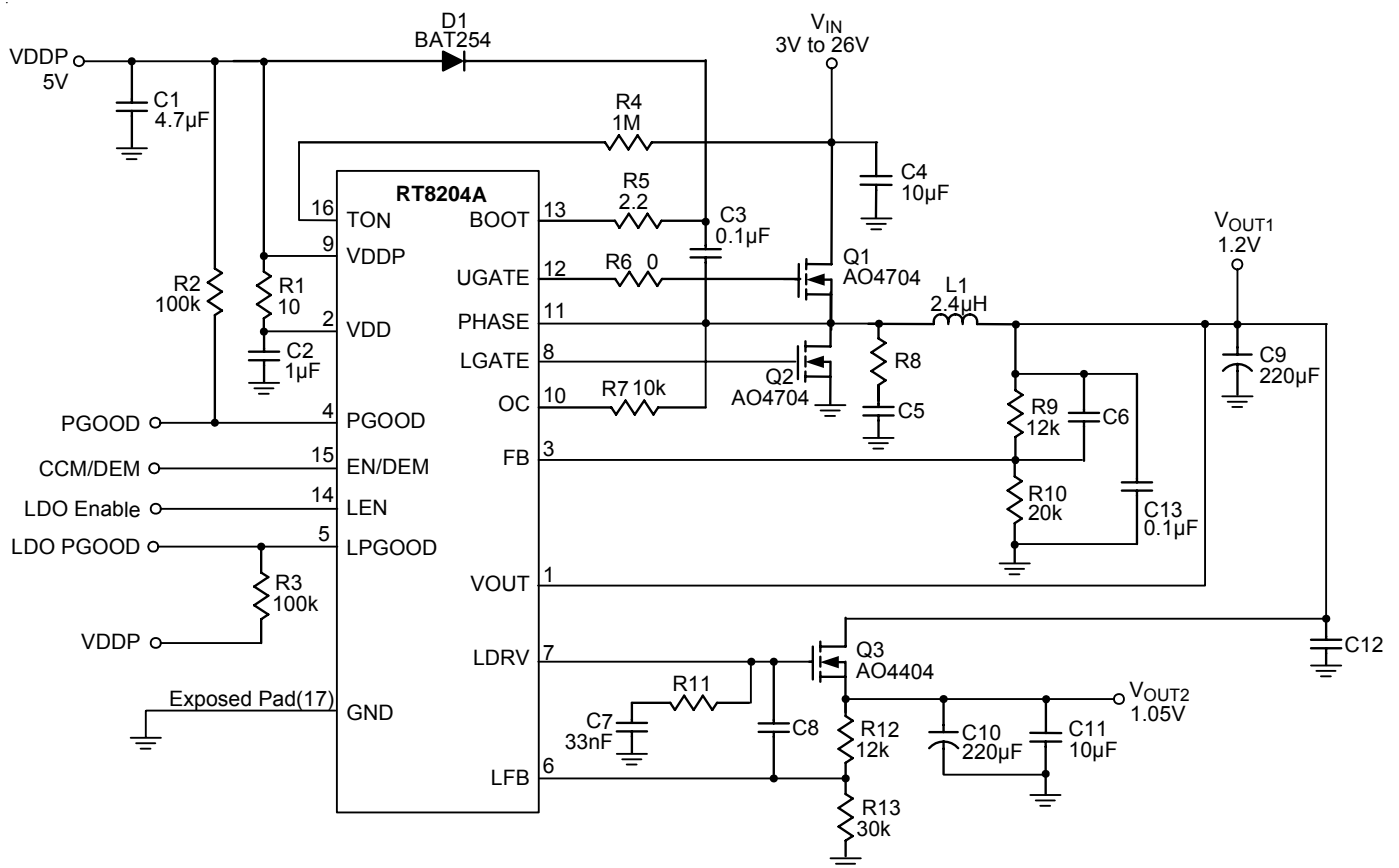 D1
BAT254
VIN
3V to 26V
VDDP
5V
C1
4.7µF
R4
1M
C4
10µF
RT8204A
R5
2.2
C3
0.1µF
16
TON
BOOT
13
9
VDDP
R2
100k
R1
10
UGATE
12
R6 0
Q1
AO4704
VOUT1
1.2V
L1
2.4µH
2
VDD
PHASE
11
C2
1µF
LGATE
8
Q2
AO4704
R8
C5
C9
220µF
OC
10
R7 10k
R9
12k
C6
PGOOD
4
PGOOD
FB
3
CCM/DEM
15
EN/DEM
R10
20k
C13
0.1µF
LDO Enable
14
LEN
LDO PGOOD
5
LPGOOD
R3
100k
VOUT
1
VDDP
LDRV
7
Q3
AO4404
C12
R11
Exposed Pad(17)
GND
VOUT2
1.05V
C7
33nF
C8
R12
12k
C10
220µF
C11
10µF
LFB
6
R13
30k